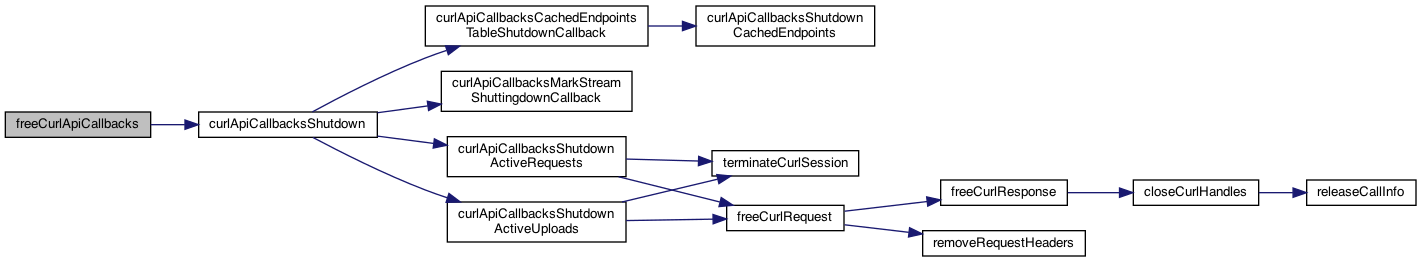 freeCurlApiCallbacks
curlApiCallbacksShutdown
curlApiCallbacksCachedEndpoints
TableShutdownCallback
curlApiCallbacksShutdown
CachedEndpoints
curlApiCallbacksMarkStream
ShuttingdownCallback
curlApiCallbacksShutdown
ActiveRequests
curlApiCallbacksShutdown
ActiveUploads
terminateCurlSession
freeCurlRequest
freeCurlResponse
removeRequestHeaders
closeCurlHandles
releaseCallInfo